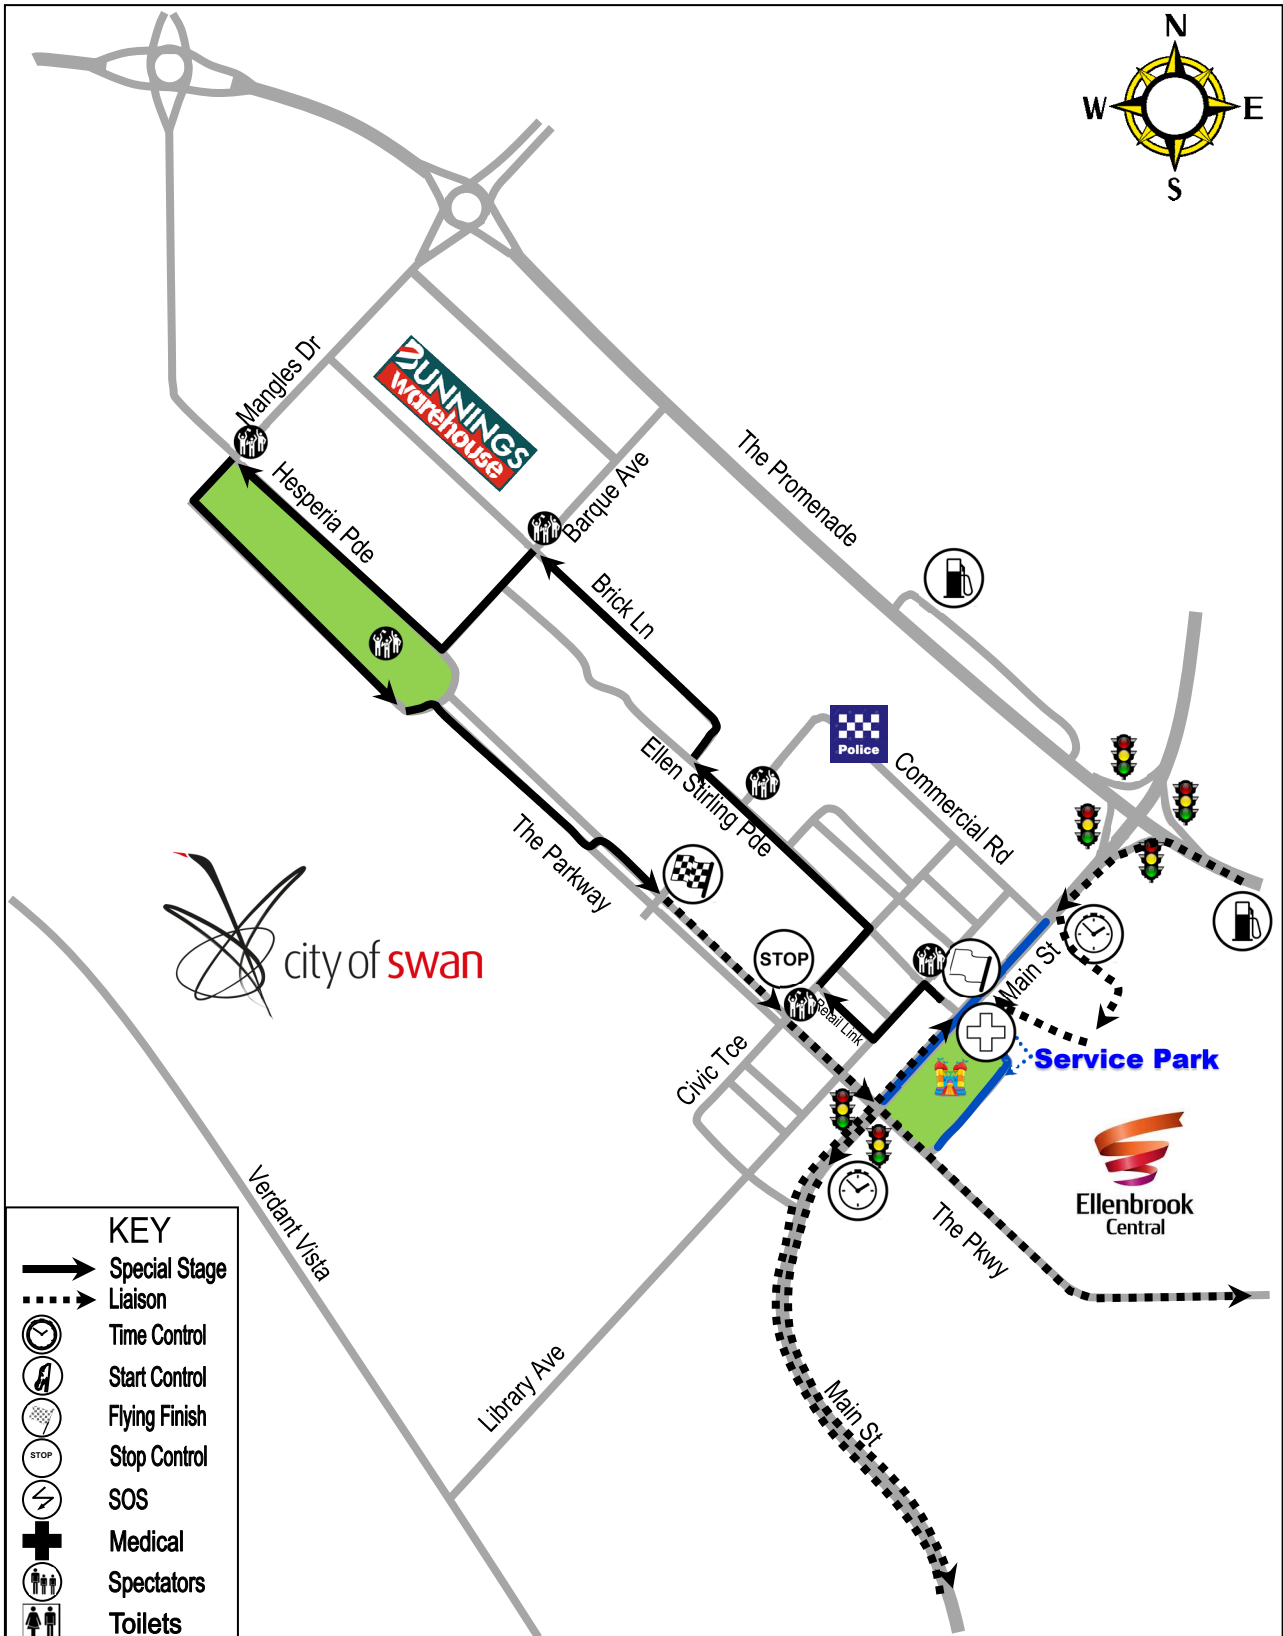 N
W
E
S
Mangles Dr
BUNNINGS
warehouse
Hesperia Pde
Barque Ave
The Promenade
Brick Ln
Police
Ellen Stirling Pde
Commercial Rd
The Parkway
city of swan
STOP
Main St
Retail Link
Civic Tce
Service Park
Ellenbrook
Central
The Pkwy
Verdant Vista
Library Ave
Main St
KEY
Special Stage
Liaison
Time Control
Start Control
Flying Finish
STOP
Stop Control
SOS
Medical
Spectators
Toilets